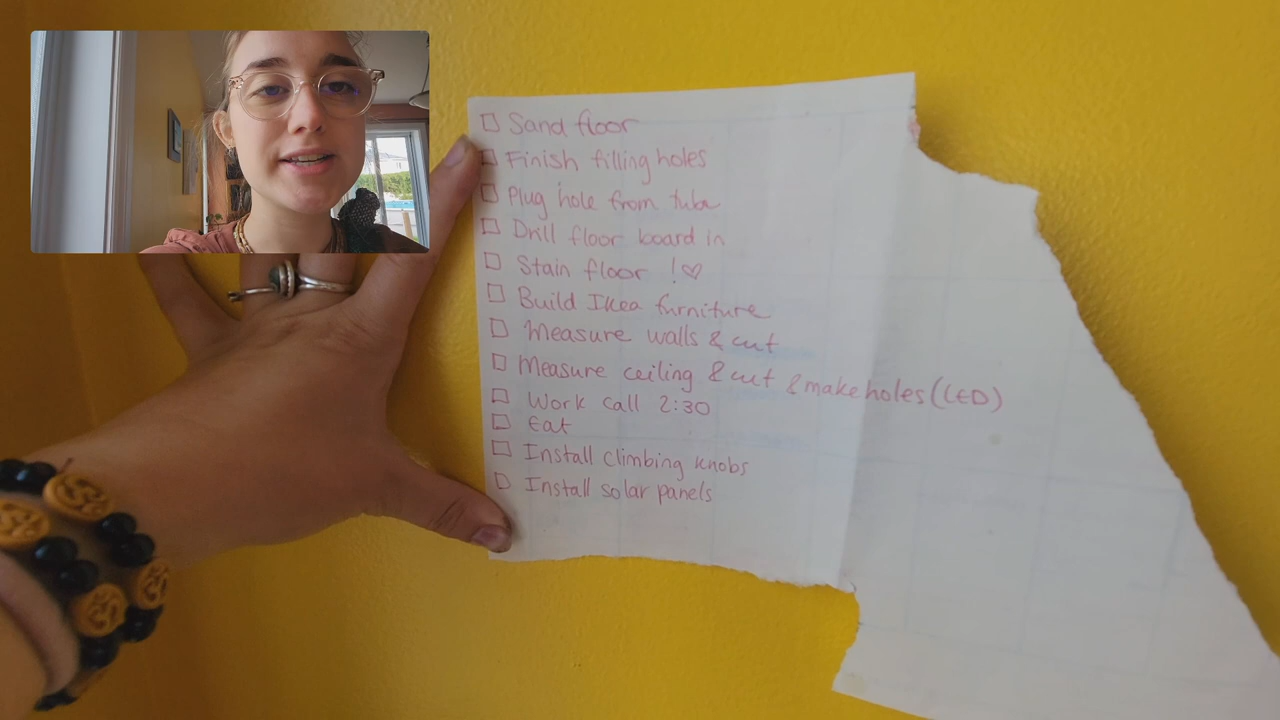 Sand floor
Finish filling holes
Plug hole from tube
Drill floor board in
Stain floor !♡
Build Ikea furniture
Measure walls & cut
Measure ceiling & cut & make holes (LED)
Work call 2:30
Eat
Install climbing knobs
Install solar panels